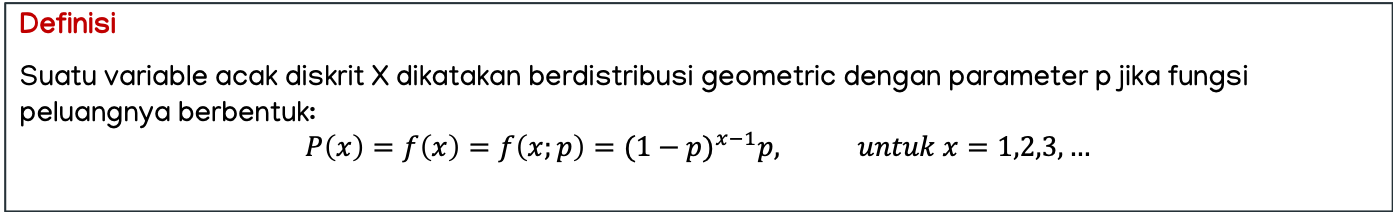 Definisi
Suatu variable acak diskrit X dikatakan berdistribusi geometric dengan parameter p jika fungsi
peluangnya berbentuk:
P(x) = f(x) = f(x; p) = (1 − p)^{x−1}p, untuk x = 1,2,3, …